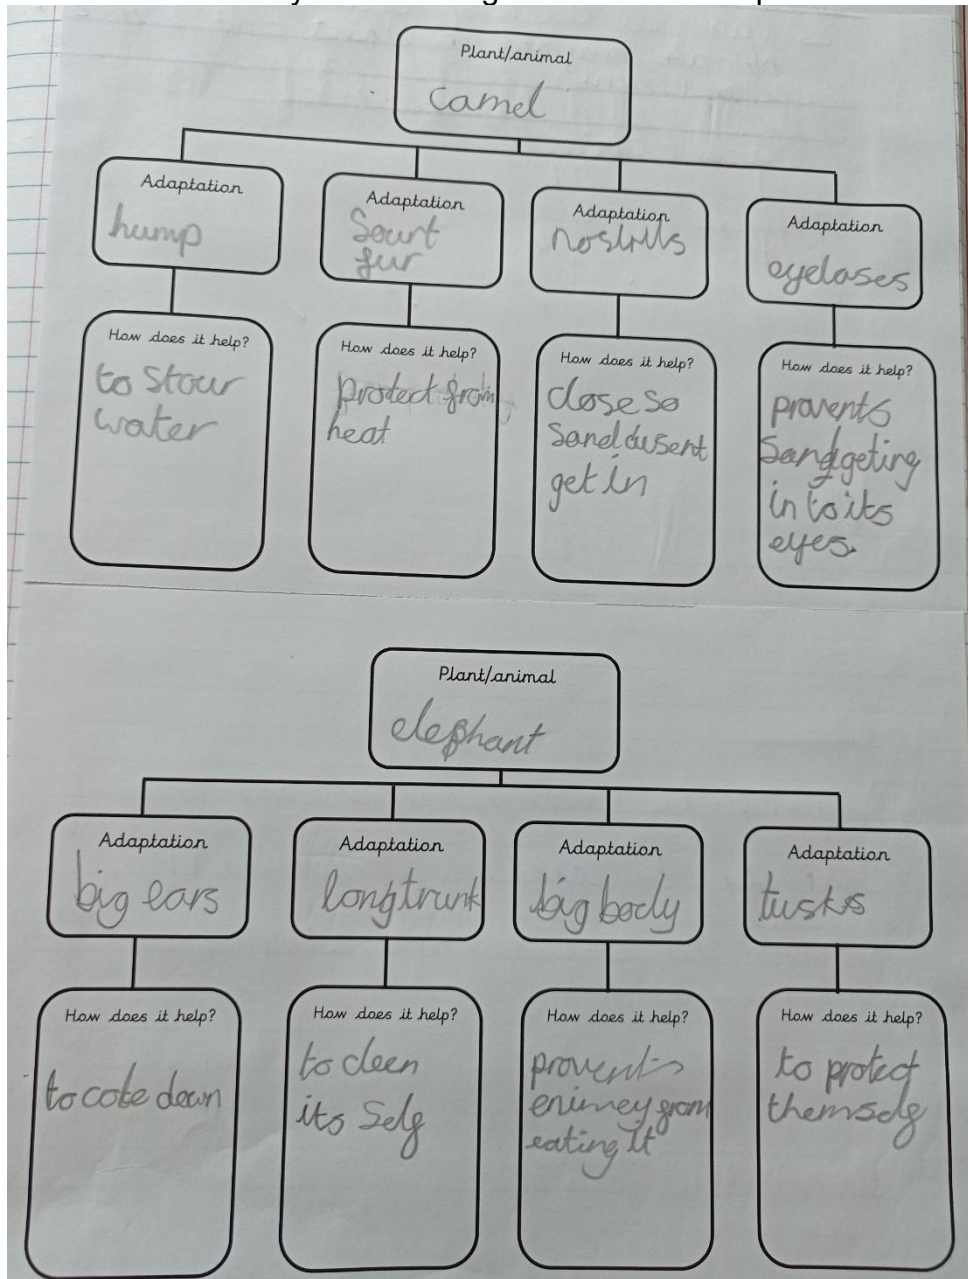 Plant/animal
camel
Adaptation
hump
Adaptation
Sourt
fur
Adaptation
nostrils
Adaptation
eyelases
How does it help?
to stour
water
How does it help?
protect from
heat
How does it help?
close so
sand dusent
get in
How does it help?
provents
Sand geting
in to its
eyes.
Plant/animal
elephant
Adaptation
big ears
Adaptation
long trunk
Adaptation
big body
Adaptation
tusks
How does it help?
to cole down
How does it help?
to cleen
its self
How does it help?
provents
enimey from
eating it
How does it help?
to protect
themself